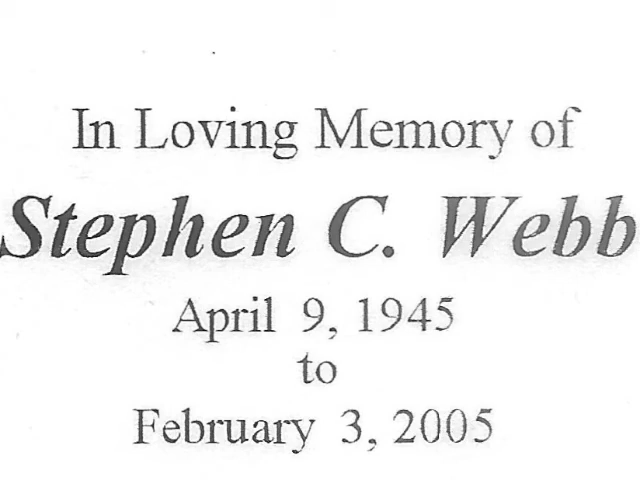 In Loving Memory of
Stephen C. Webb
April 9, 1945
to
February 3, 2005